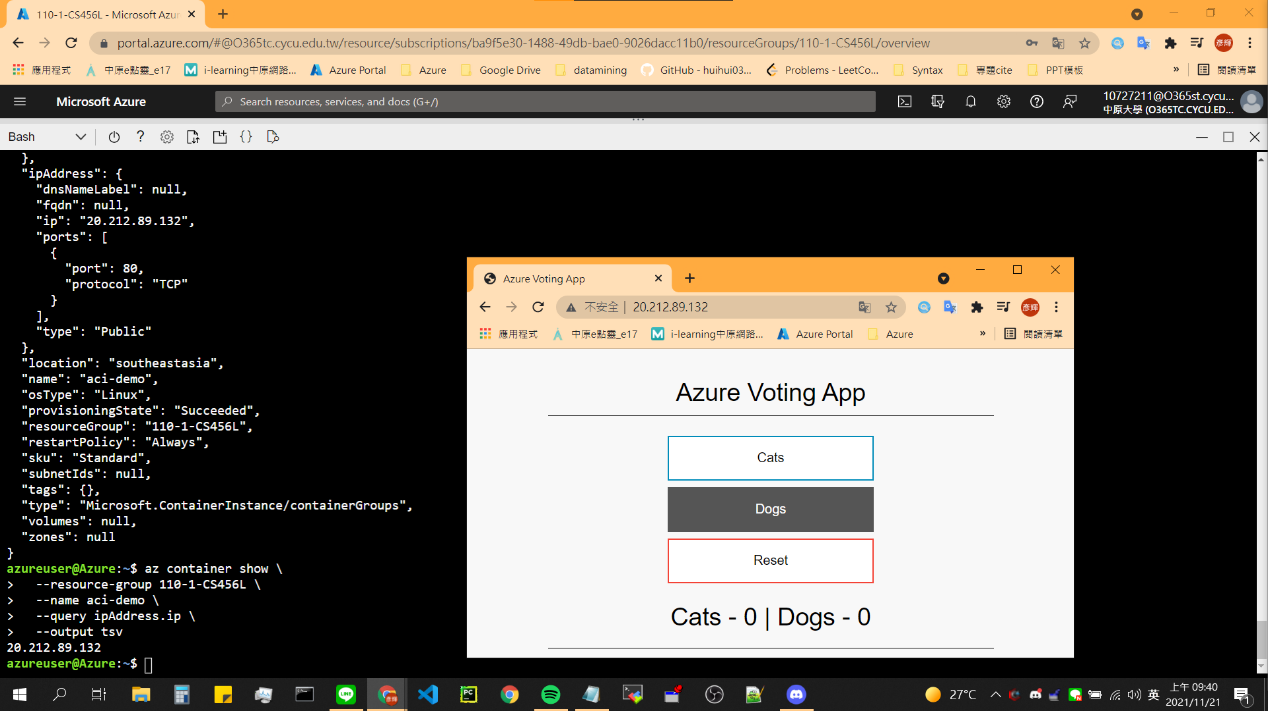 110-1-CS456L - Microsoft Azur
portal.azure.com/#@O365tc.cycu.edu.tw/resource/subscriptions/ba9f5e30-1488-49db-bae0-9026dacc11b0/resourceGroups/110-1-CS456L/overview
彥輝
應用程式 中原e點靈_e17 i-learning中原網路... Azure Portal Azure Google Drive datamining GitHub - huihui03... Problems - LeetCo... Syntax 專題cite PPT模板 » 閱讀清單
Microsoft Azure
Search resources, services, and docs (G+/)
10727211@O365st.cycu...
中原大學 (O365TC.CYCU.ED...
Bash
},
"ipAddress": {
"dnsNameLabel": null,
"fqdn": null,
"ip": "20.212.89.132",
"ports": [
{
"port": 80,
"protocol": "TCP"
}
],
"type": "Public"
},
"location": "southeastasia",
"name": "aci-demo",
"osType": "Linux",
"provisioningState": "Succeeded",
"resourceGroup": "110-1-CS456L",
"restartPolicy": "Always",
"sku": "Standard",
"subnetIds": null,
"tags": {},
"type": "Microsoft.ContainerInstance/containerGroups",
"volumes": null,
"zones": null
}
azureuser@Azure:~$ az container show \
> --resource-group 110-1-CS456L \
> --name aci-demo \
> --query ipAddress.ip \
> --output tsv
20.212.89.132
azureuser@Azure:~$
Azure Voting App
不安全 | 20.212.89.132
彥輝
應用程式 中原e點靈_e17 i-learning中原網路... Azure Portal Azure » 閱讀清單
Azure Voting App
Cats
Dogs
Reset
Cats - 0 | Dogs - 0
27°C
英
上午 09:40
2021/11/21
1